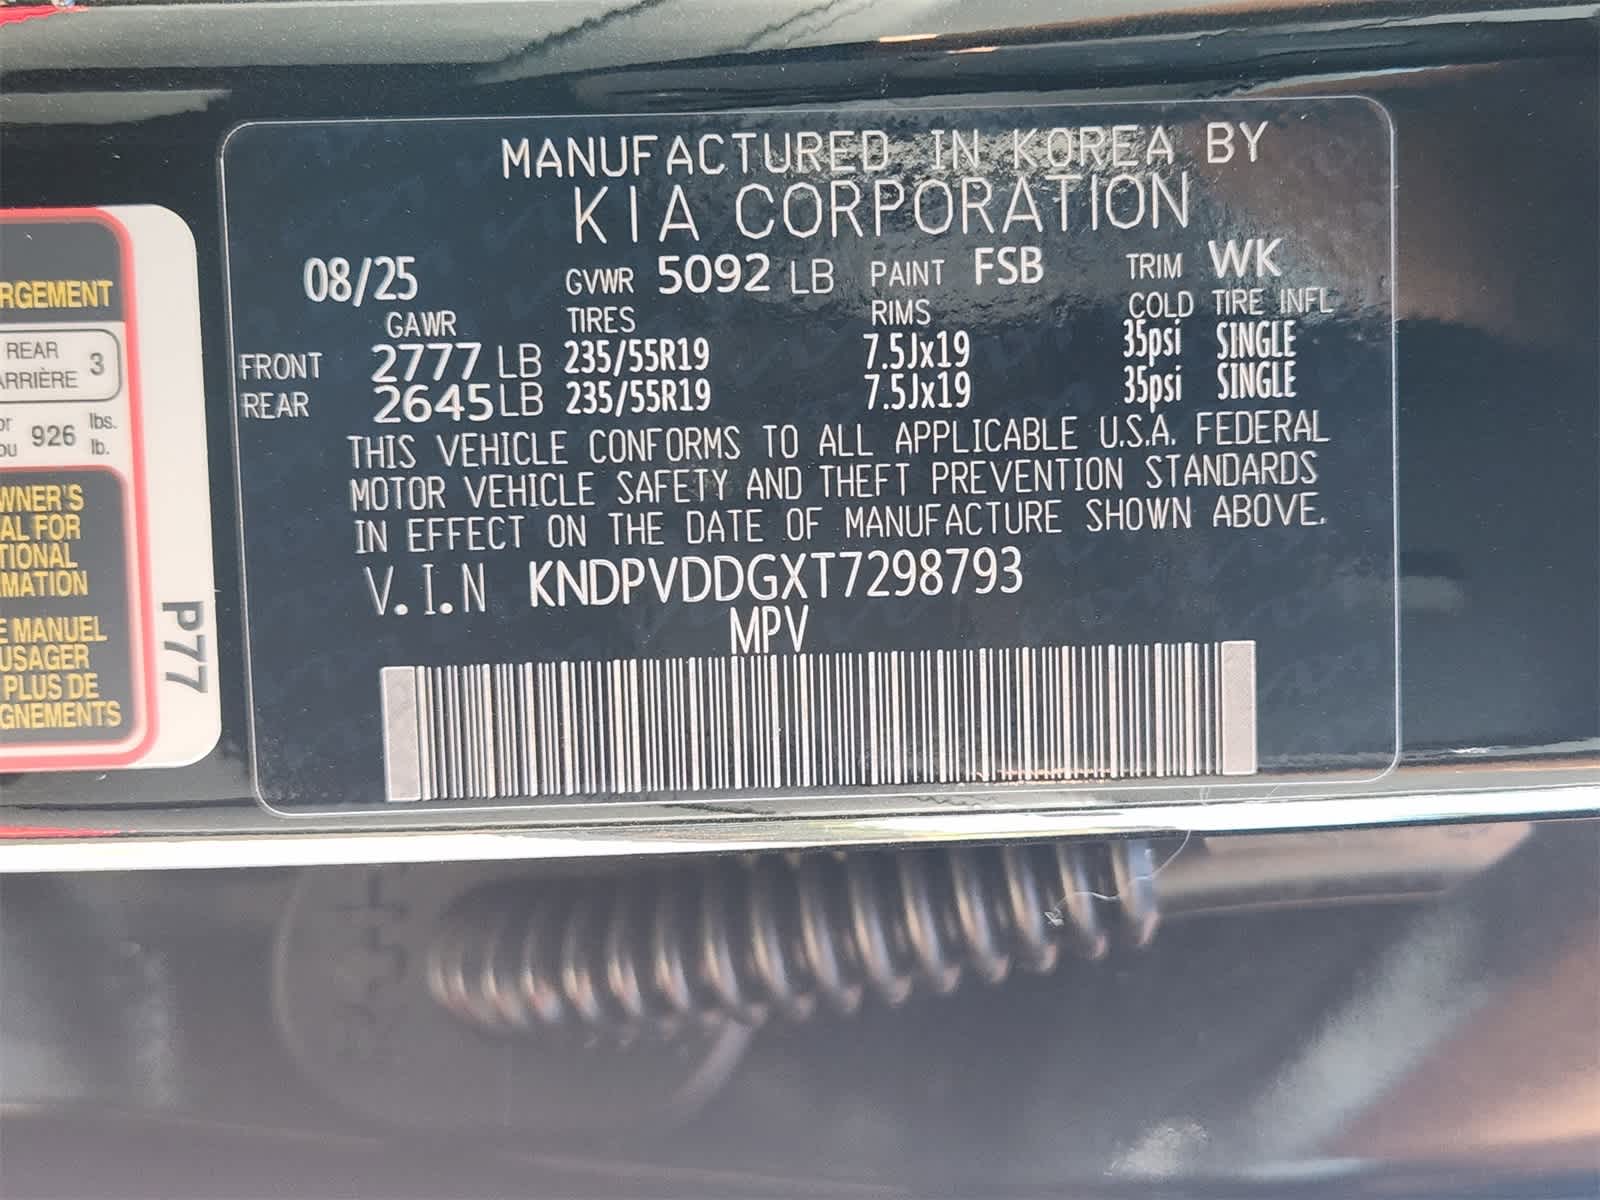 MANUFACTURED IN KOREA BY
KIA CORPORATION
08/25 GVWR 5092 LB PAINT FSB TRIM WK
GAWR TIRES RIMS COLD TIRE INFL
FRONT 2777 LB 235/55R19 7.5Jx19 35psi SINGLE
REAR 2645 LB 235/55R19 7.5Jx19 35psi SINGLE
THIS VEHICLE CONFORMS TO ALL APPLICABLE U.S.A. FEDERAL
MOTOR VEHICLE SAFETY AND THEFT PREVENTION STANDARDS
IN EFFECT ON THE DATE OF MANUFACTURE SHOWN ABOVE.
V.I.N KNDPVDDGXT7298793
MPV
RGEMENT
REAR 3
ARRIÈRE
or lbs.
ou 926 lb.
WNER'S
AL FOR
TIONAL
MATION
E MANUEL
USAGER
PLUS DE
GNEMENTS
P77